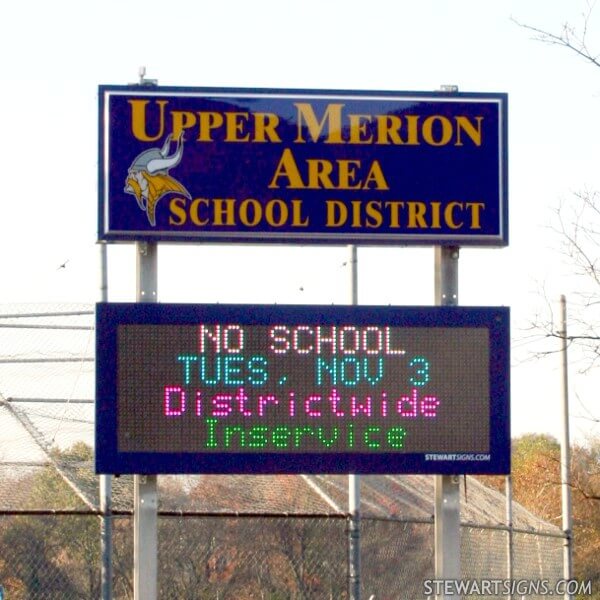 UPPER MERION
AREA
SCHOOL DISTRICT
NO SCHOOL
TUES, NOV 3
Districtwide
Inservice
STEWARTSIGNS.COM
STEWARTSIGNS.COM